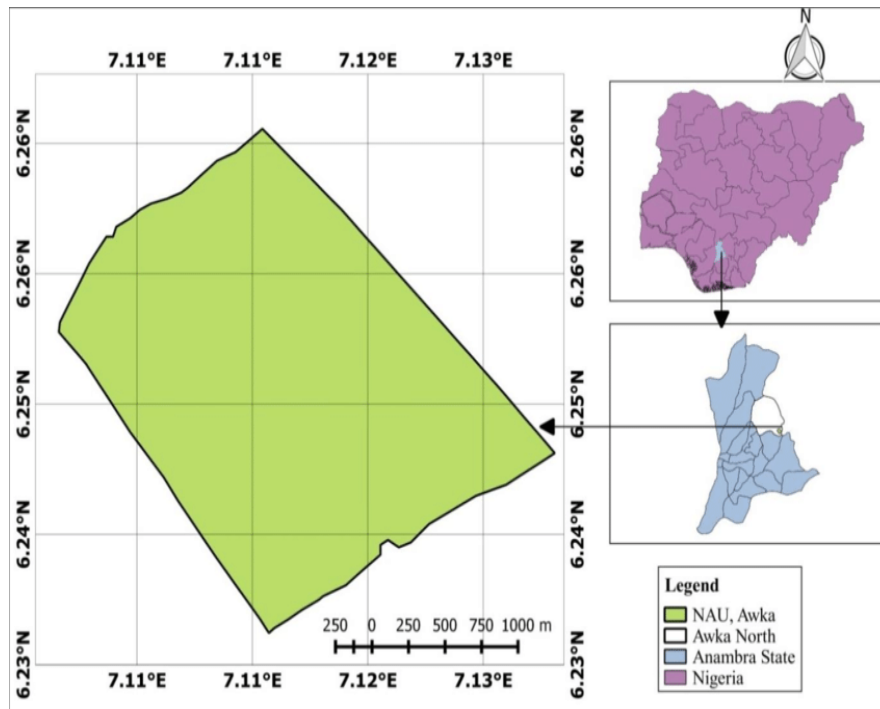 N
7.11°E 7.11°E 7.12°E 7.13°E
6.26°N 6.26°N
6.26°N 6.26°N
6.25°N 6.25°N
6.24°N 6.24°N
6.23°N 6.23°N
250 0 250 500 750 1000 m
7.11°E 7.11°E 7.12°E 7.13°E
Legend
NAU, Awka
Awka North
Anambra State
Nigeria